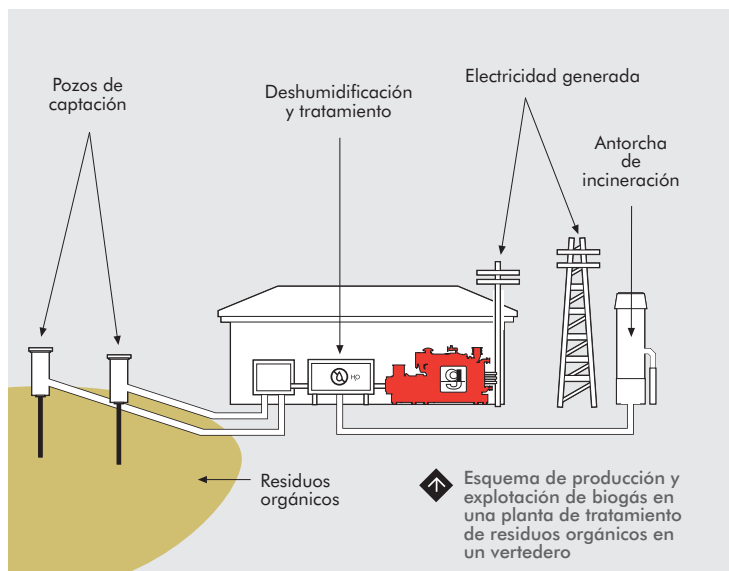 Pozos de
captación
Deshumidificación
y tratamiento
Electricidad generada
Antorcha
de
incineración
H₂O
g
Residuos
orgánicos
Esquema de producción y
explotación de biogás en
una planta de tratamiento
de residuos orgánicos en
un vertedero